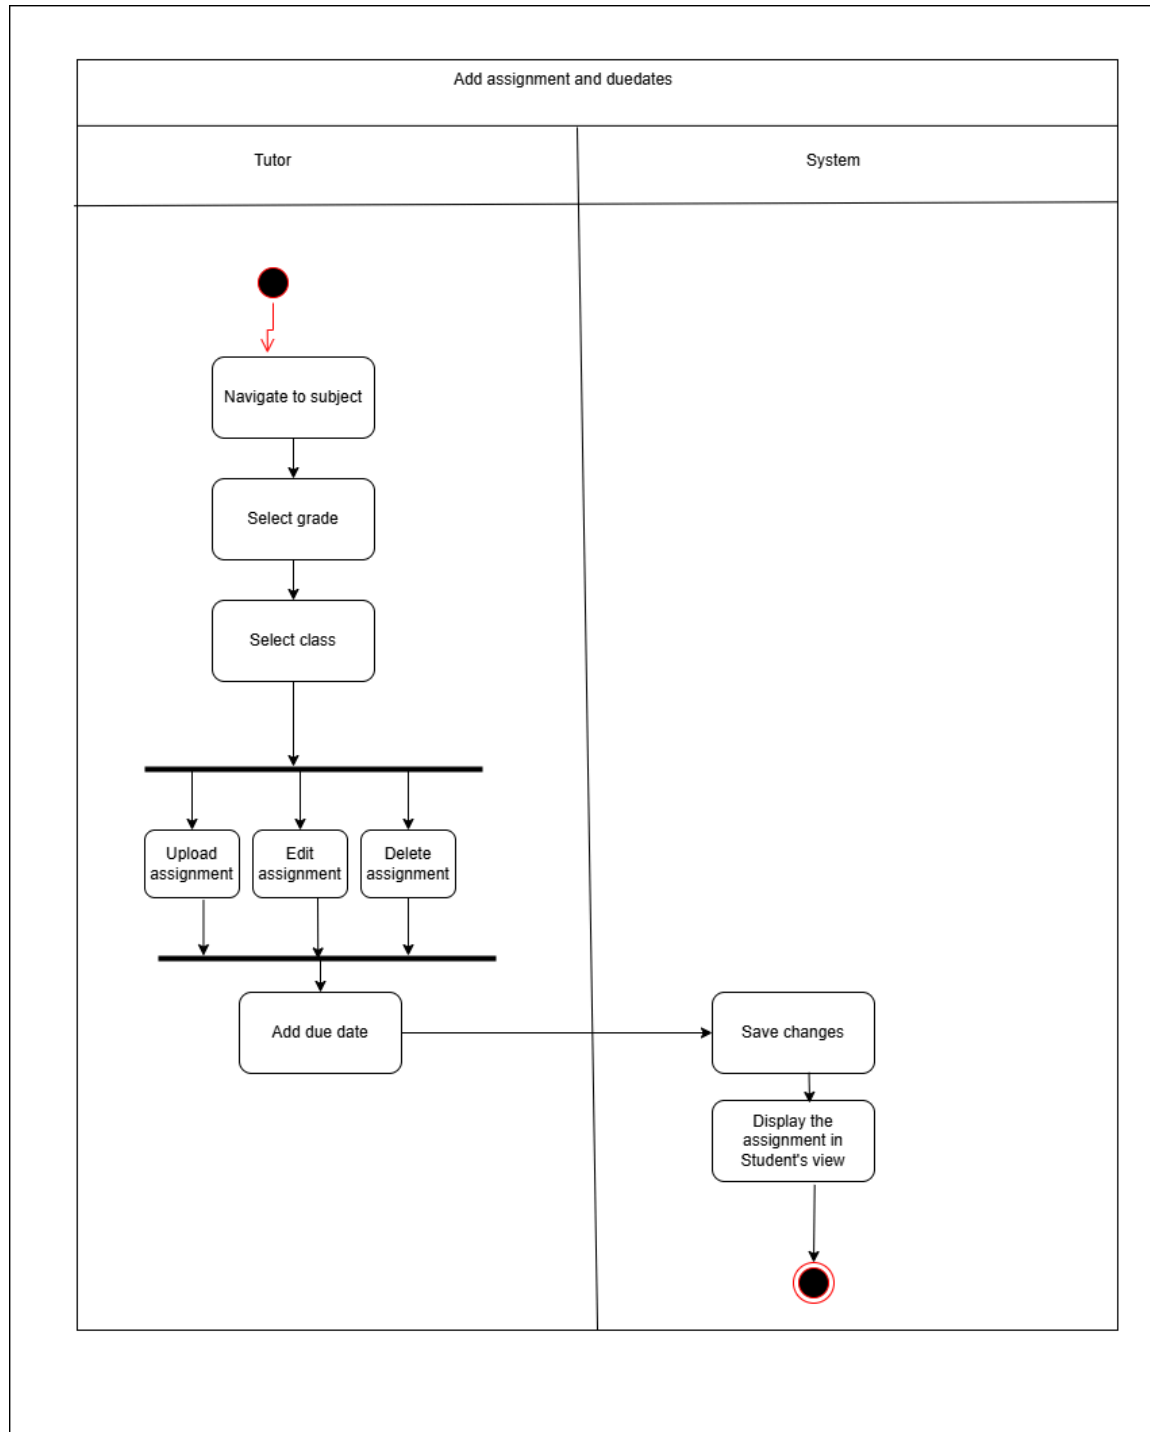 Add assignment and duedates
Tutor
System
Navigate to subject
Select grade
Select class
Upload
assignment
Edit
assignment
Delete
assignment
Add due date
Save changes
Display the
assignment in
Student's view